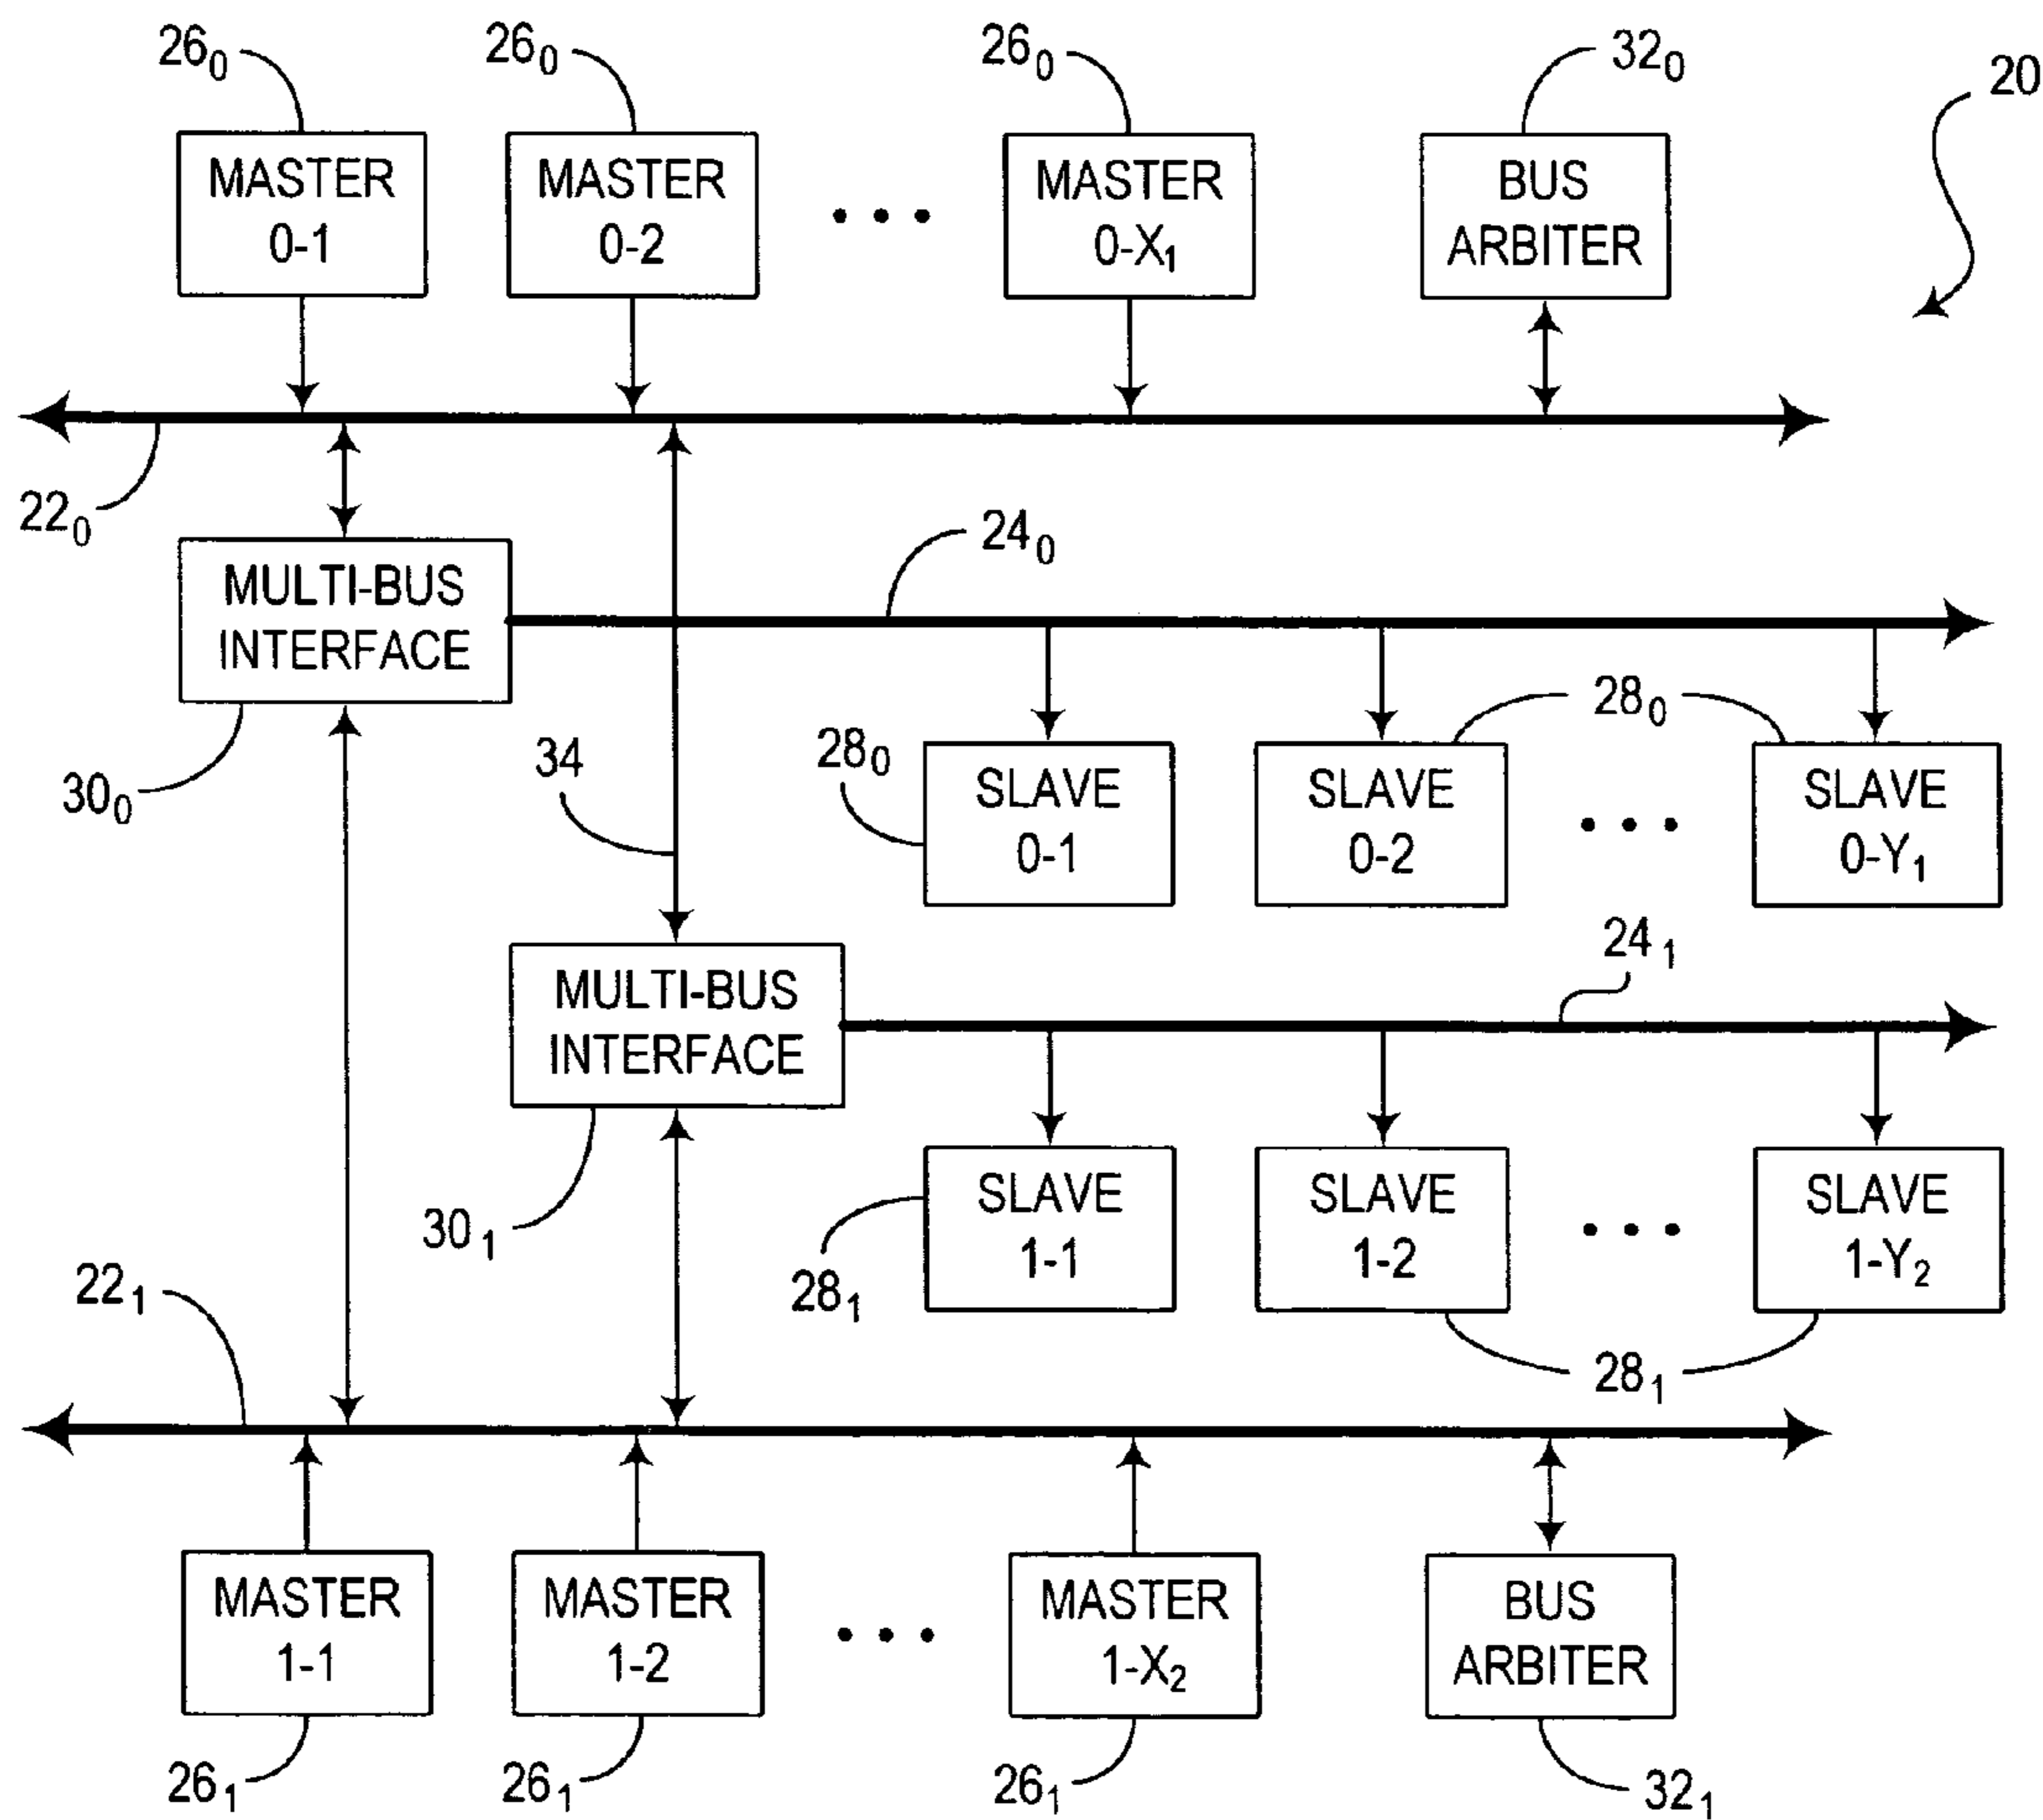 26₀
26₀
26₀
32₀
20
MASTER
0-1
MASTER
0-2
• • •
MASTER
0-X₁
BUS
ARBITER
22₀
24₀
MULTI-BUS
INTERFACE
30₀
34
28₀
28₀
SLAVE
0-1
SLAVE
0-2
• • •
SLAVE
0-Y₁
24₁
MULTI-BUS
INTERFACE
30₁
28₁
SLAVE
1-1
SLAVE
1-2
• • •
SLAVE
1-Y₂
28₁
22₁
MASTER
1-1
MASTER
1-2
• • •
MASTER
1-X₂
BUS
ARBITER
26₁
26₁
26₁
32₁